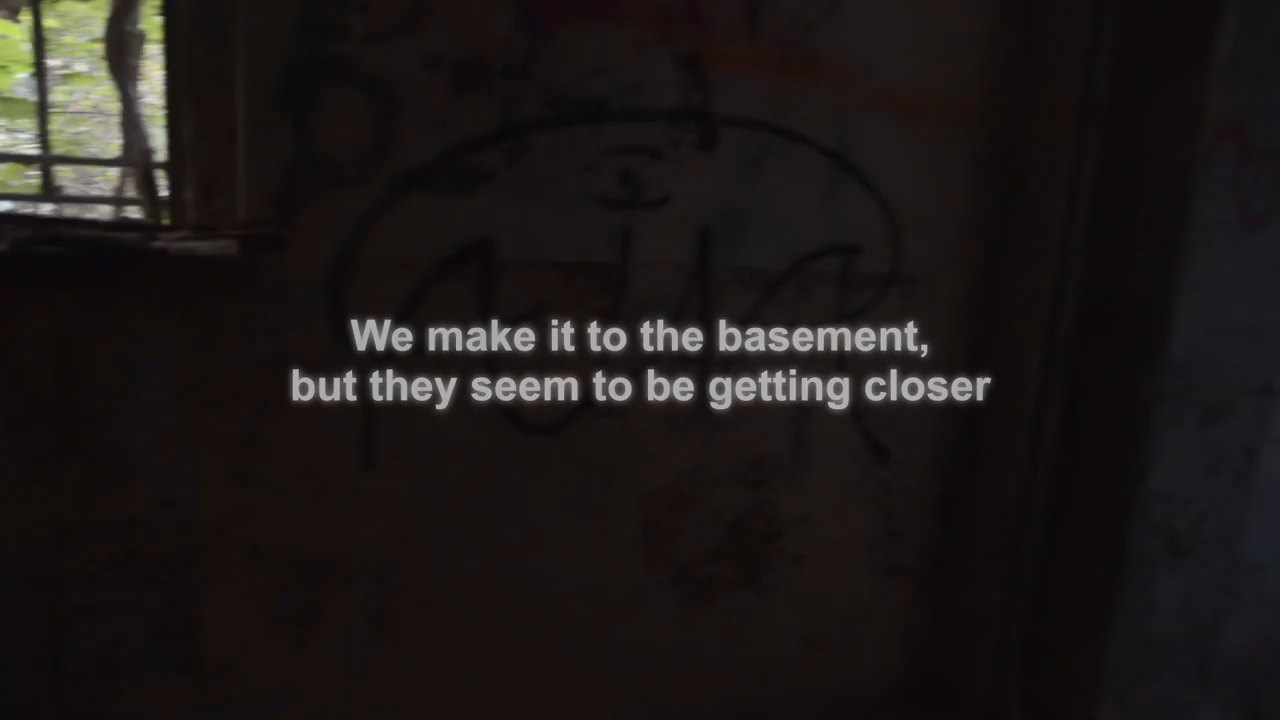 We make it to the basement,
but they seem to be getting closer